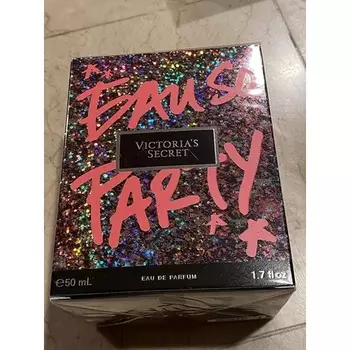 EAU SO
VICTORIA'S
SECRET
PARTY
℮50 mL
EAU DE PARFUM
1.7 fl oz